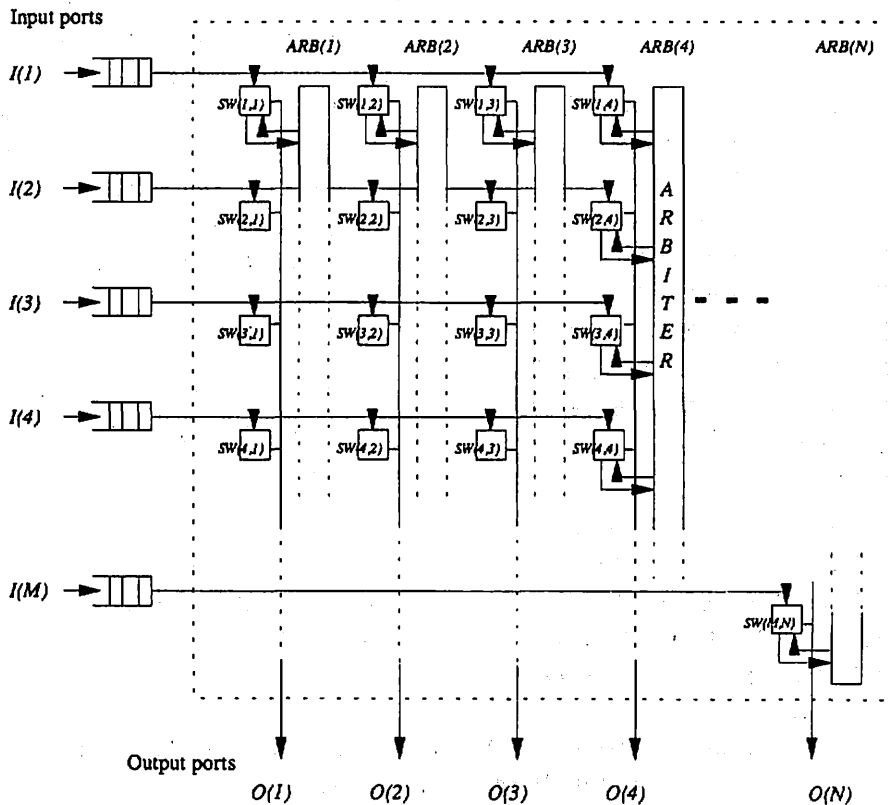 Input ports
ARB(1) ARB(2) ARB(3) ARB(4) ARB(N)
I(1)
SW(1,1) SW(1,2) SW(1,3) SW(1,4)
I(2)
SW(2,1) SW(2,2) SW(2,3) SW(2,4)
ARBITER
I(3)
SW(3,1) SW(3,2) SW(3,3) SW(3,4)
I(4)
SW(4,1) SW(4,2) SW(4,3) SW(4,4)
I(M)
SW(M,N)
Output ports
O(1) O(2) O(3) O(4) O(N)